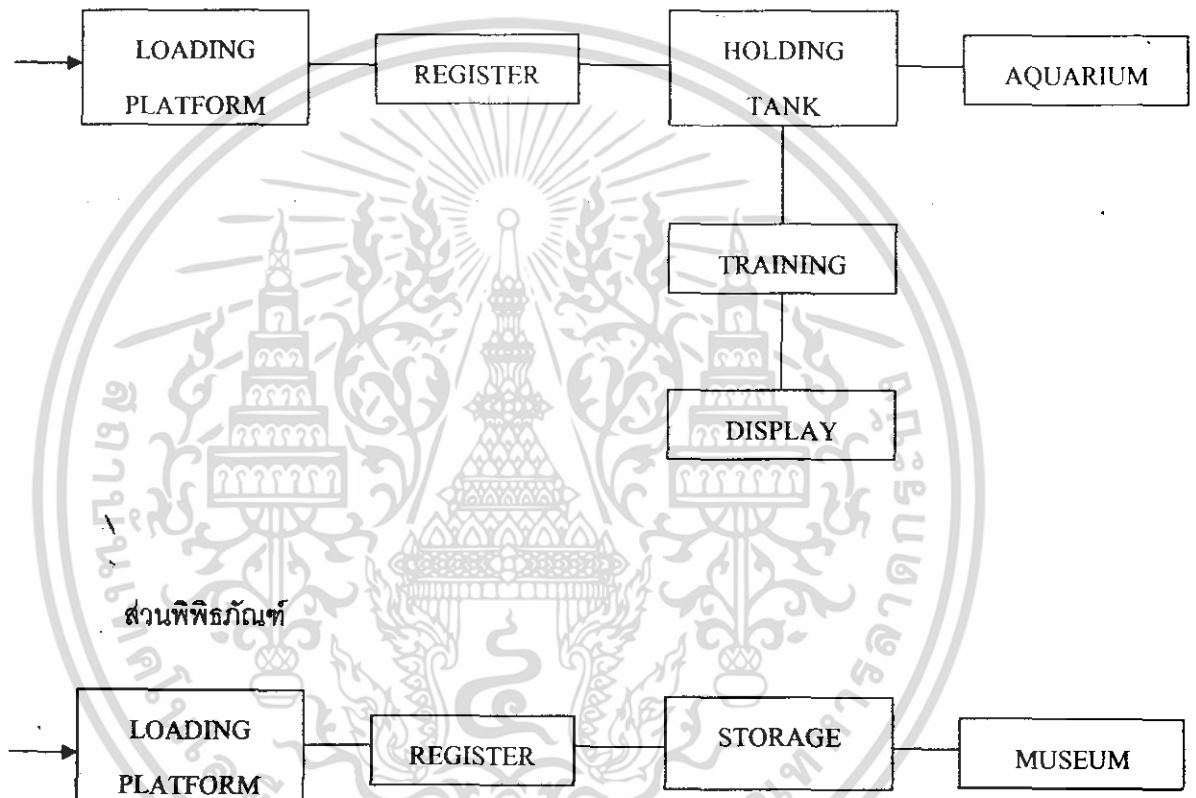 LOADING
PLATFORM
REGISTER
HOLDING
TANK
AQUARIUM
TRAINING
DISPLAY
ส่วนพิพิธภัณฑ์
LOADING
PLATFORM
REGISTER
STORAGE
MUSEUM